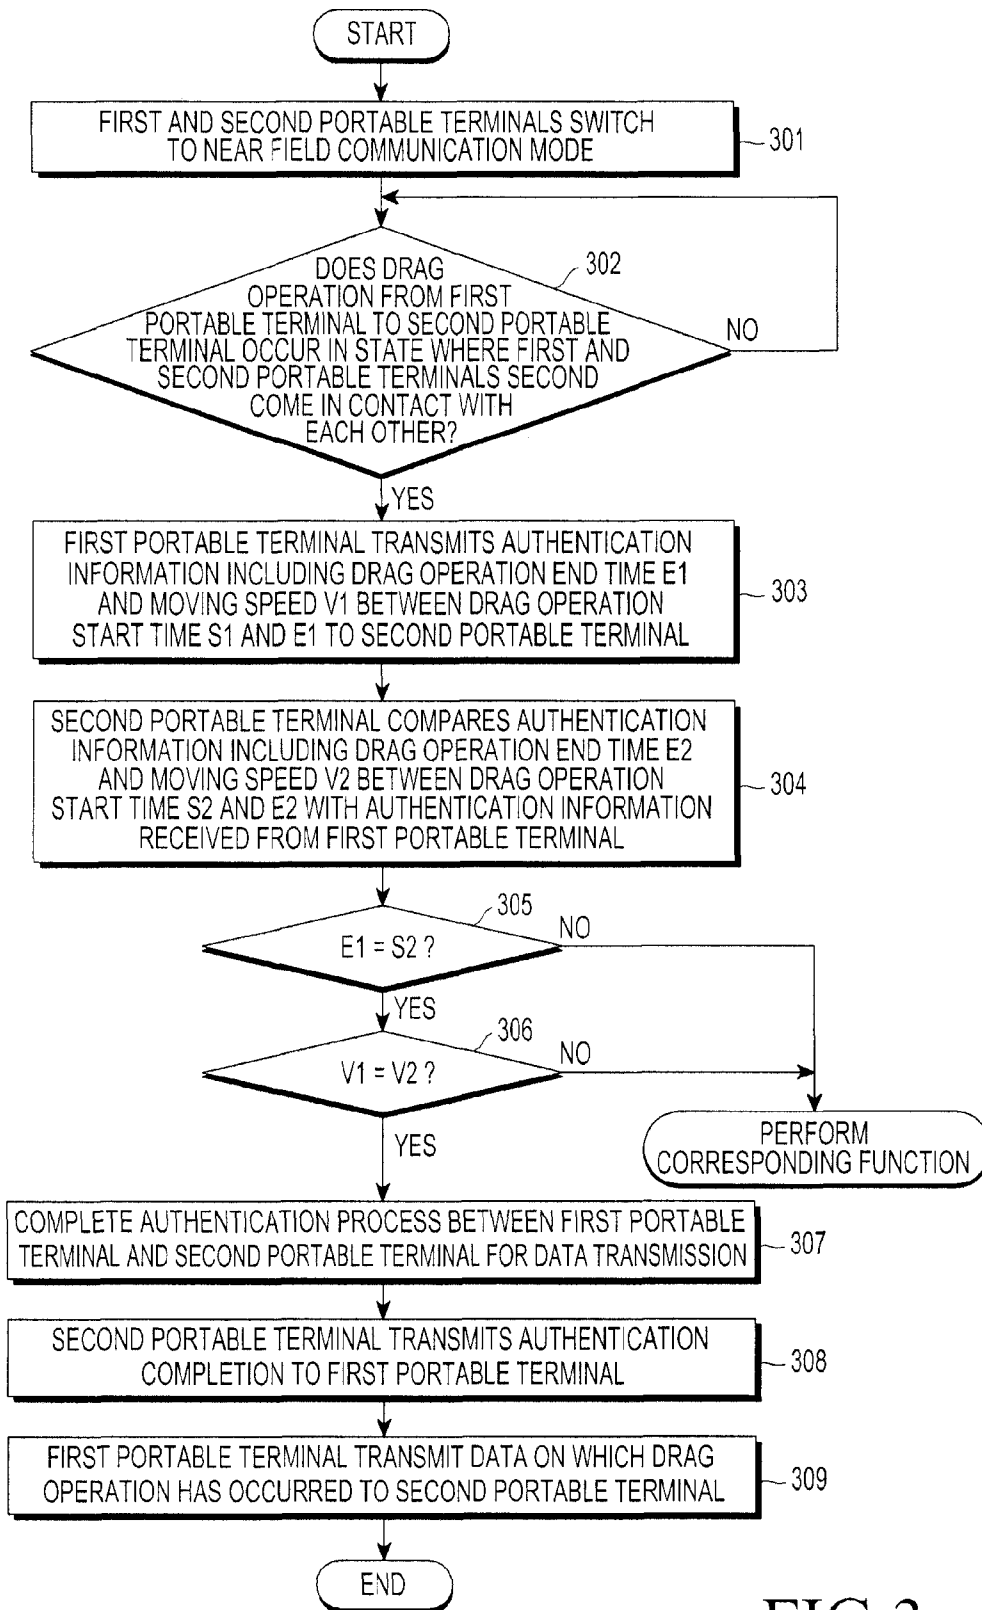 START
FIRST AND SECOND PORTABLE TERMINALS SWITCH
TO NEAR FIELD COMMUNICATION MODE
301
302
DOES DRAG
OPERATION FROM FIRST
PORTABLE TERMINAL TO SECOND PORTABLE
TERMINAL OCCUR IN STATE WHERE FIRST AND
SECOND PORTABLE TERMINALS SECOND
COME IN CONTACT WITH
EACH OTHER?
NO
YES
FIRST PORTABLE TERMINAL TRANSMITS AUTHENTICATION
INFORMATION INCLUDING DRAG OPERATION END TIME E1
AND MOVING SPEED V1 BETWEEN DRAG OPERATION
START TIME S1 AND E1 TO SECOND PORTABLE TERMINAL
303
SECOND PORTABLE TERMINAL COMPARES AUTHENTICATION
INFORMATION INCLUDING DRAG OPERATION END TIME E2
AND MOVING SPEED V2 BETWEEN DRAG OPERATION
START TIME S2 AND E2 WITH AUTHENTICATION INFORMATION
RECEIVED FROM FIRST PORTABLE TERMINAL
304
305
E1 = S2 ?
NO
YES
306
V1 = V2 ?
NO
YES
PERFORM
CORRESPONDING FUNCTION
COMPLETE AUTHENTICATION PROCESS BETWEEN FIRST PORTABLE
TERMINAL AND SECOND PORTABLE TERMINAL FOR DATA TRANSMISSION
307
SECOND PORTABLE TERMINAL TRANSMITS AUTHENTICATION
COMPLETION TO FIRST PORTABLE TERMINAL
308
FIRST PORTABLE TERMINAL TRANSMIT DATA ON WHICH DRAG
OPERATION HAS OCCURRED TO SECOND PORTABLE TERMINAL
309
END
FIG.3